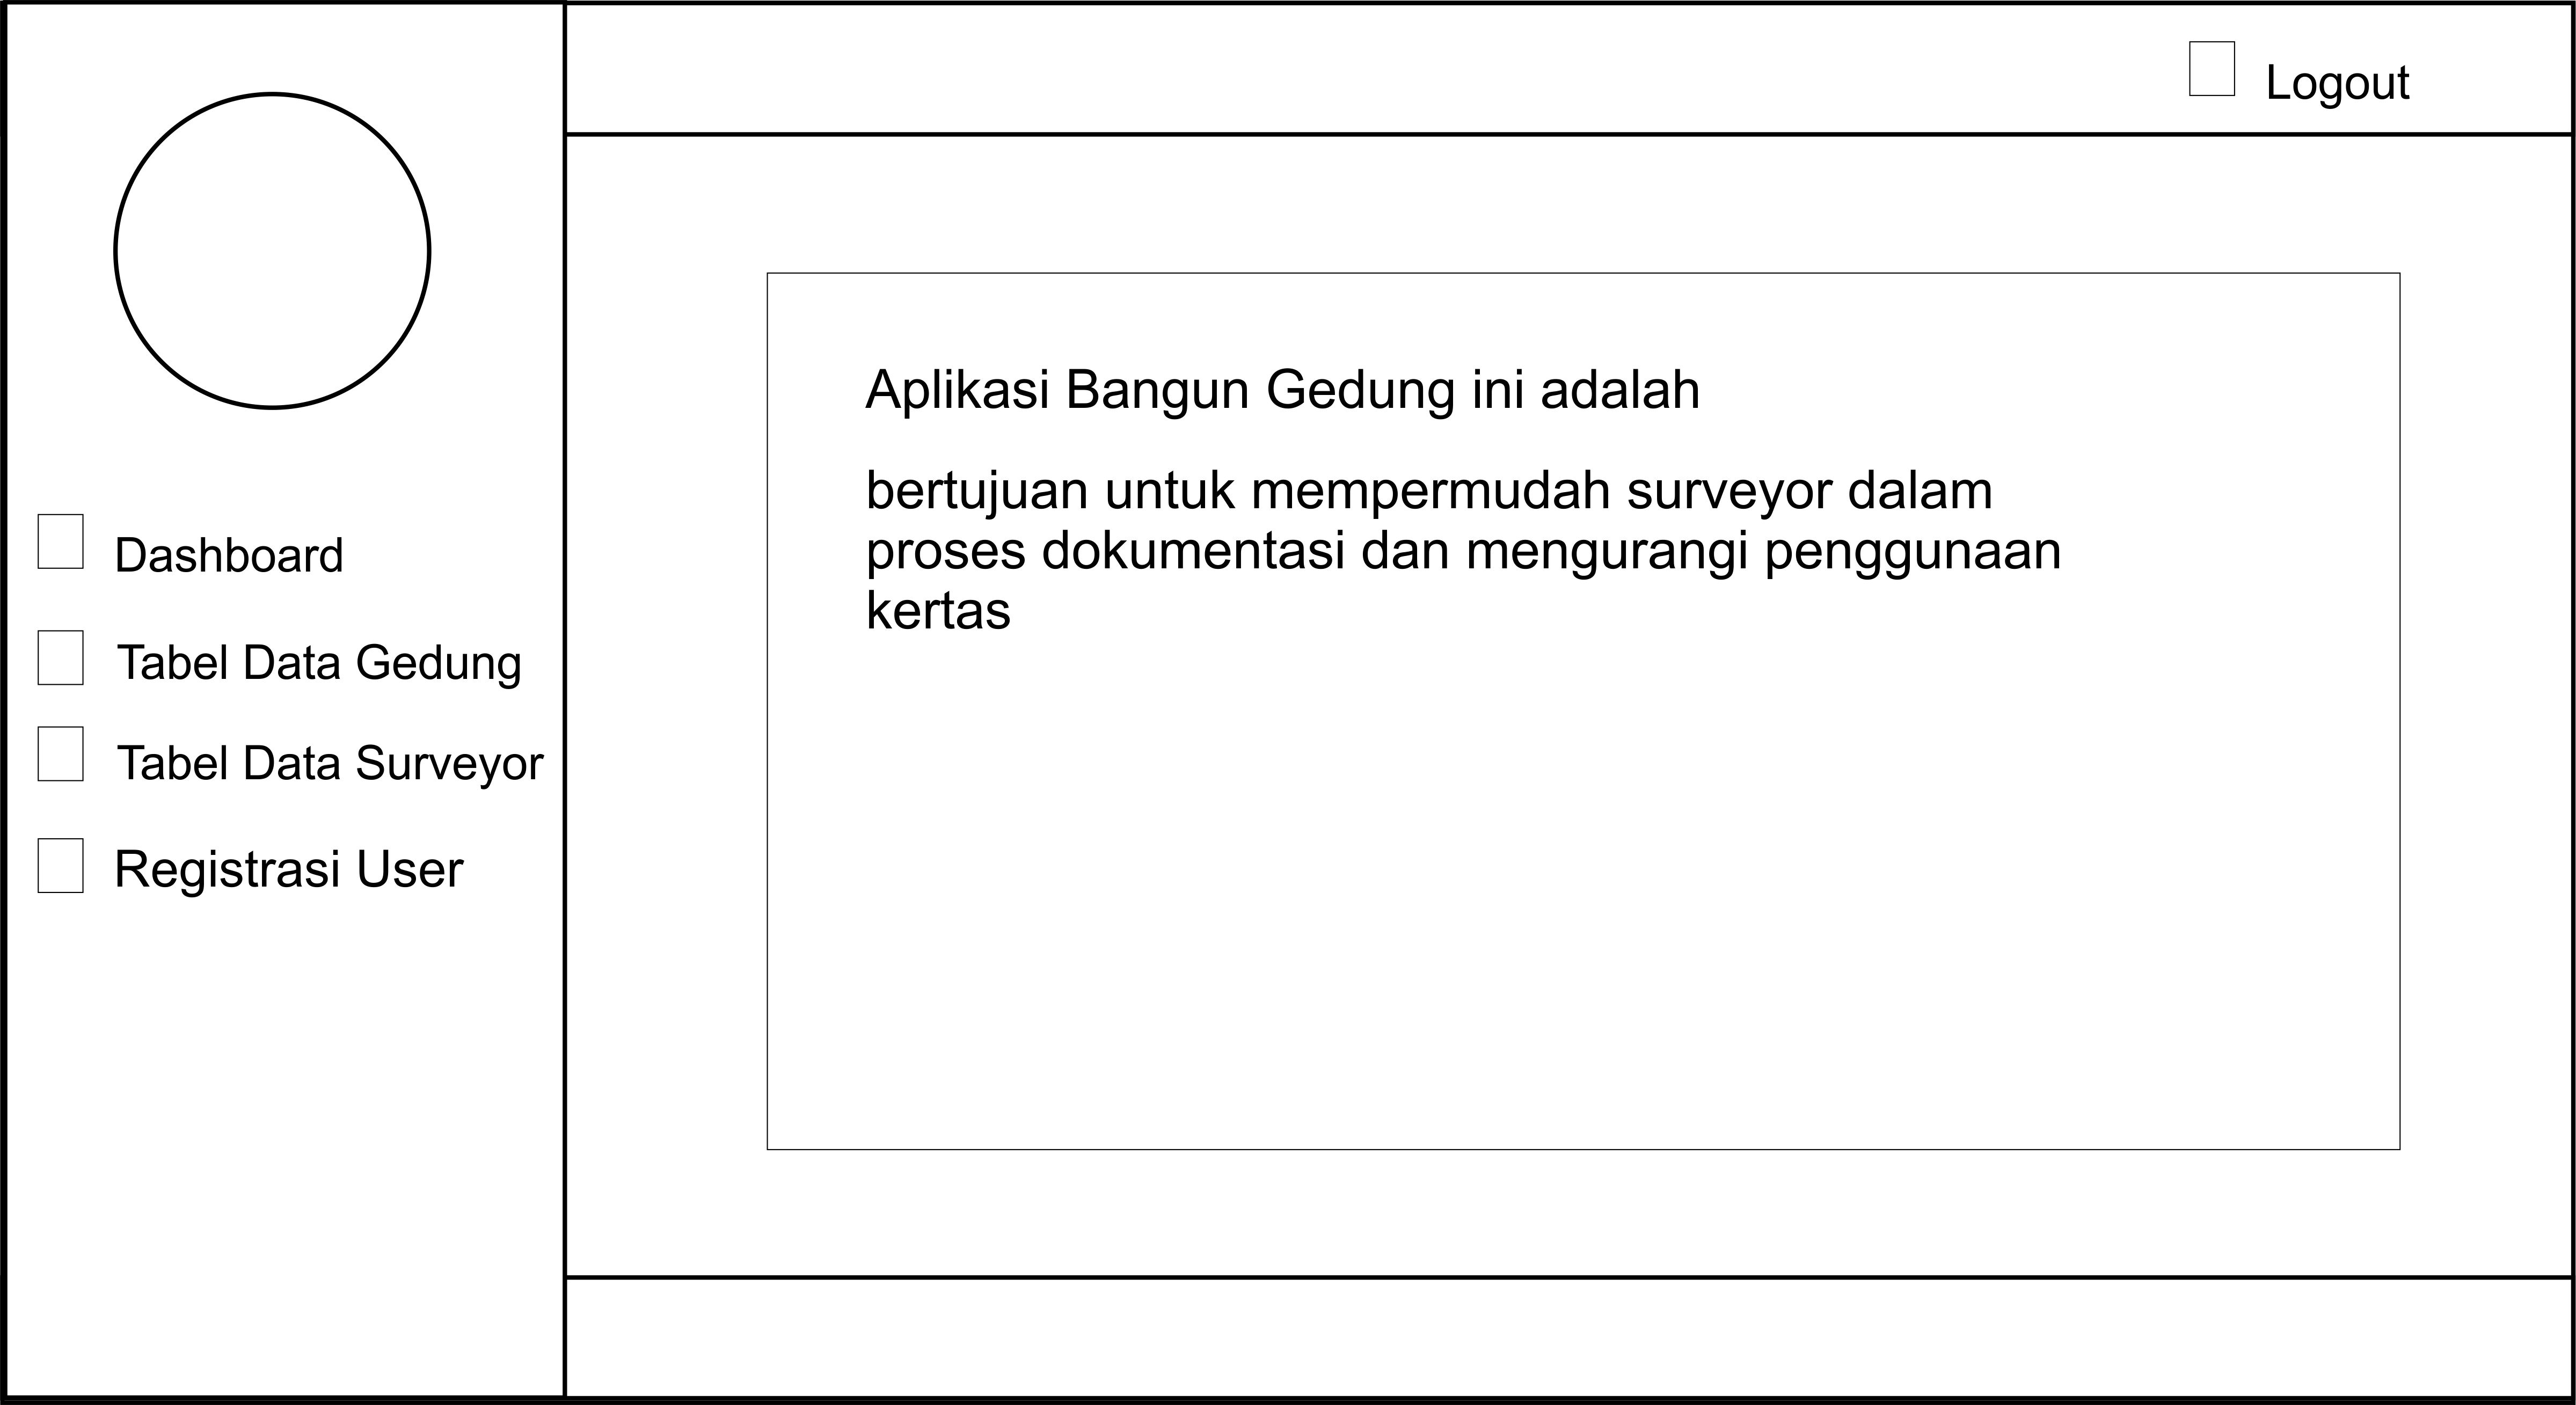 Logout
Dashboard
Tabel Data Gedung
Tabel Data Surveyor
Registrasi User
Aplikasi Bangun Gedung ini adalah
bertujuan untuk mempermudah surveyor dalam
proses dokumentasi dan mengurangi penggunaan
kertas